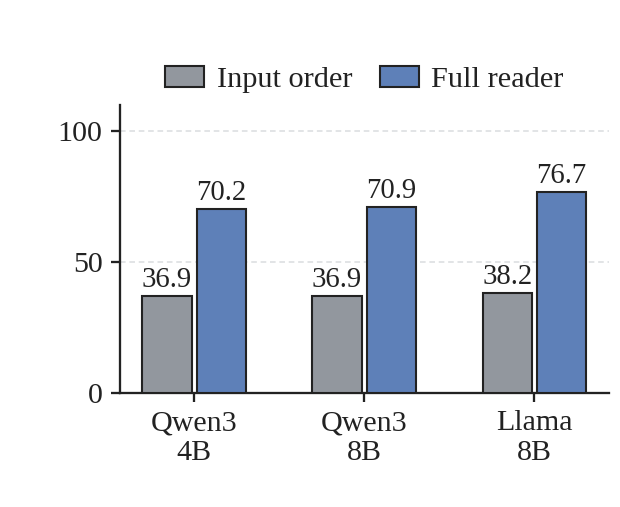 Input order Full reader
100
50
0
36.9 70.2 36.9 70.9 38.2 76.7
Qwen3 Qwen3 Llama
4B 8B 8B